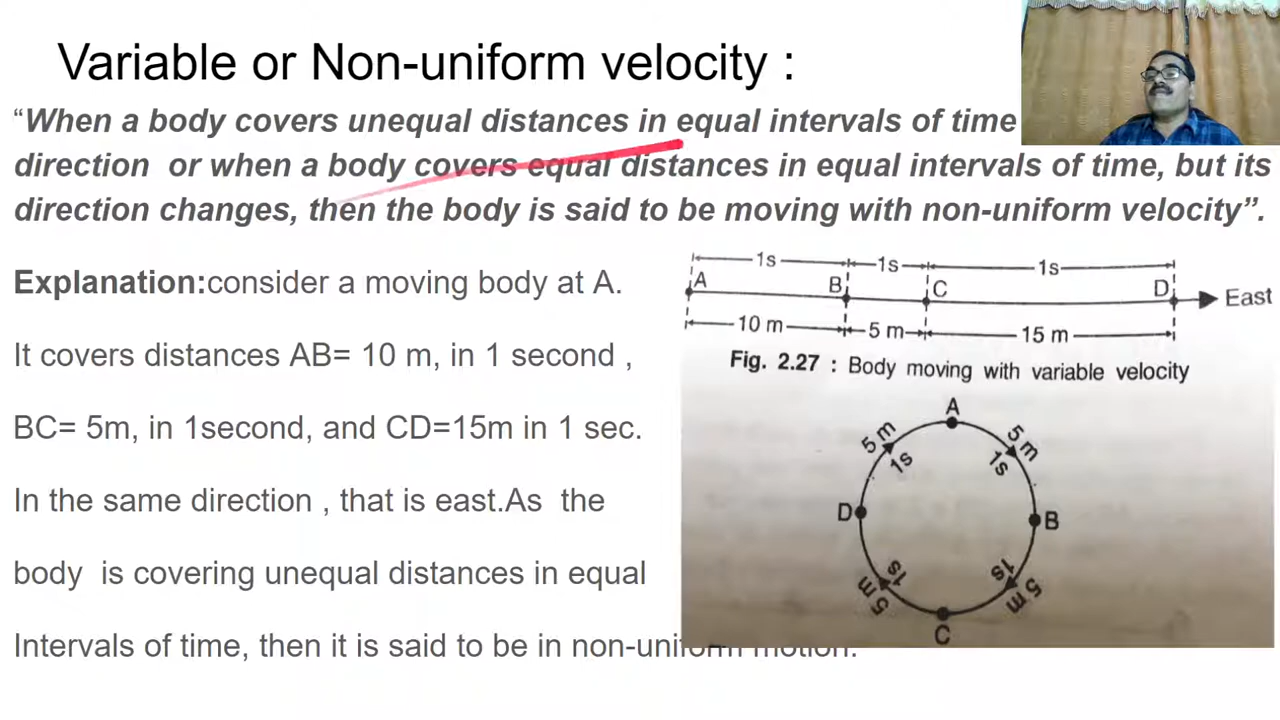 Variable or Non-uniform velocity :
“When a body covers unequal distances in equal intervals of time
direction or when a body covers equal distances in equal intervals of time, but its
direction changes, then the body is said to be moving with non-uniform velocity”.
Explanation:consider a moving body at A.
It covers distances AB= 10 m, in 1 second ,
BC= 5m, in 1second, and CD=15m in 1 sec.
In the same direction , that is east.As the
body is covering unequal distances in equal
Intervals of time, then it is said to be in non-uniform motion.
1s 1s 1s
A B C D East
10 m 5 m 15 m
Fig. 2.27 : Body moving with variable velocity
A
5 m 5 m
1s 1s
D B
1s 1s
5 m 5 m
C